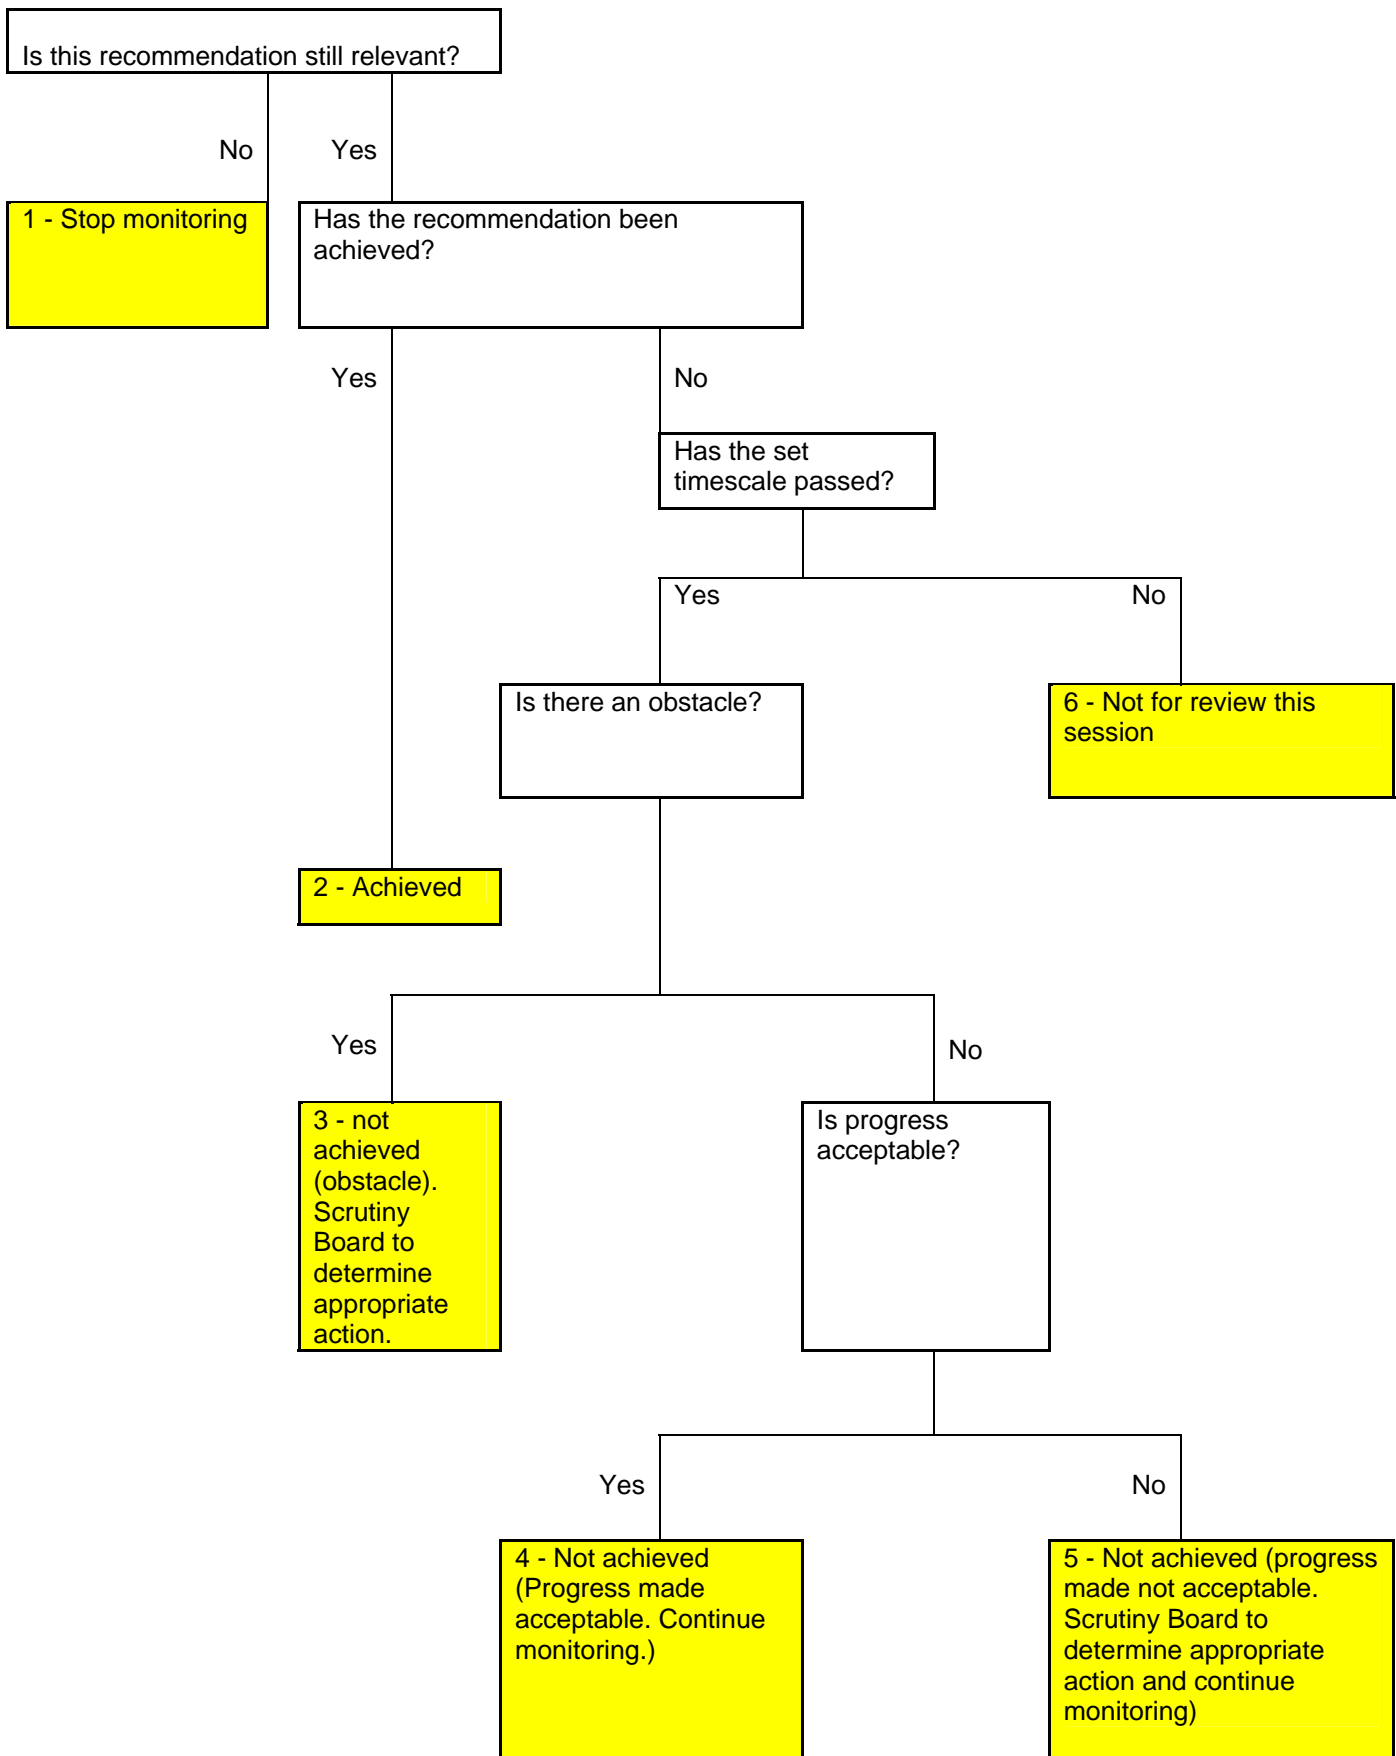 Is this recommendation still relevant?
No
Yes
1 - Stop monitoring
Has the recommendation been
achieved?
Yes
No
Has the set
timescale passed?
Yes
No
Is there an obstacle?
6 - Not for review this
session
2 - Achieved
Yes
No
3 - not
achieved
(obstacle).
Scrutiny
Board to
determine
appropriate
action.
Is progress
acceptable?
Yes
No
4 - Not achieved
(Progress made
acceptable. Continue
monitoring.)
5 - Not achieved (progress
made not acceptable.
Scrutiny Board to
determine appropriate
action and continue
monitoring)